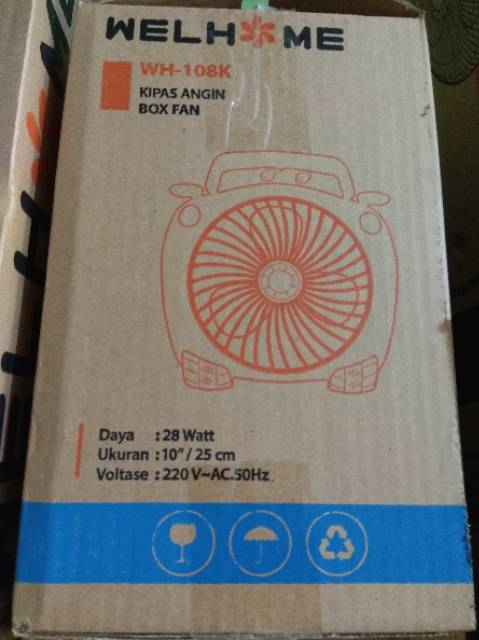 WELHOME
WH-108K
KIPAS ANGIN
BOX FAN
Daya : 28 Watt
Ukuran : 10" / 25 cm
Voltase : 220 V~AC.50Hz